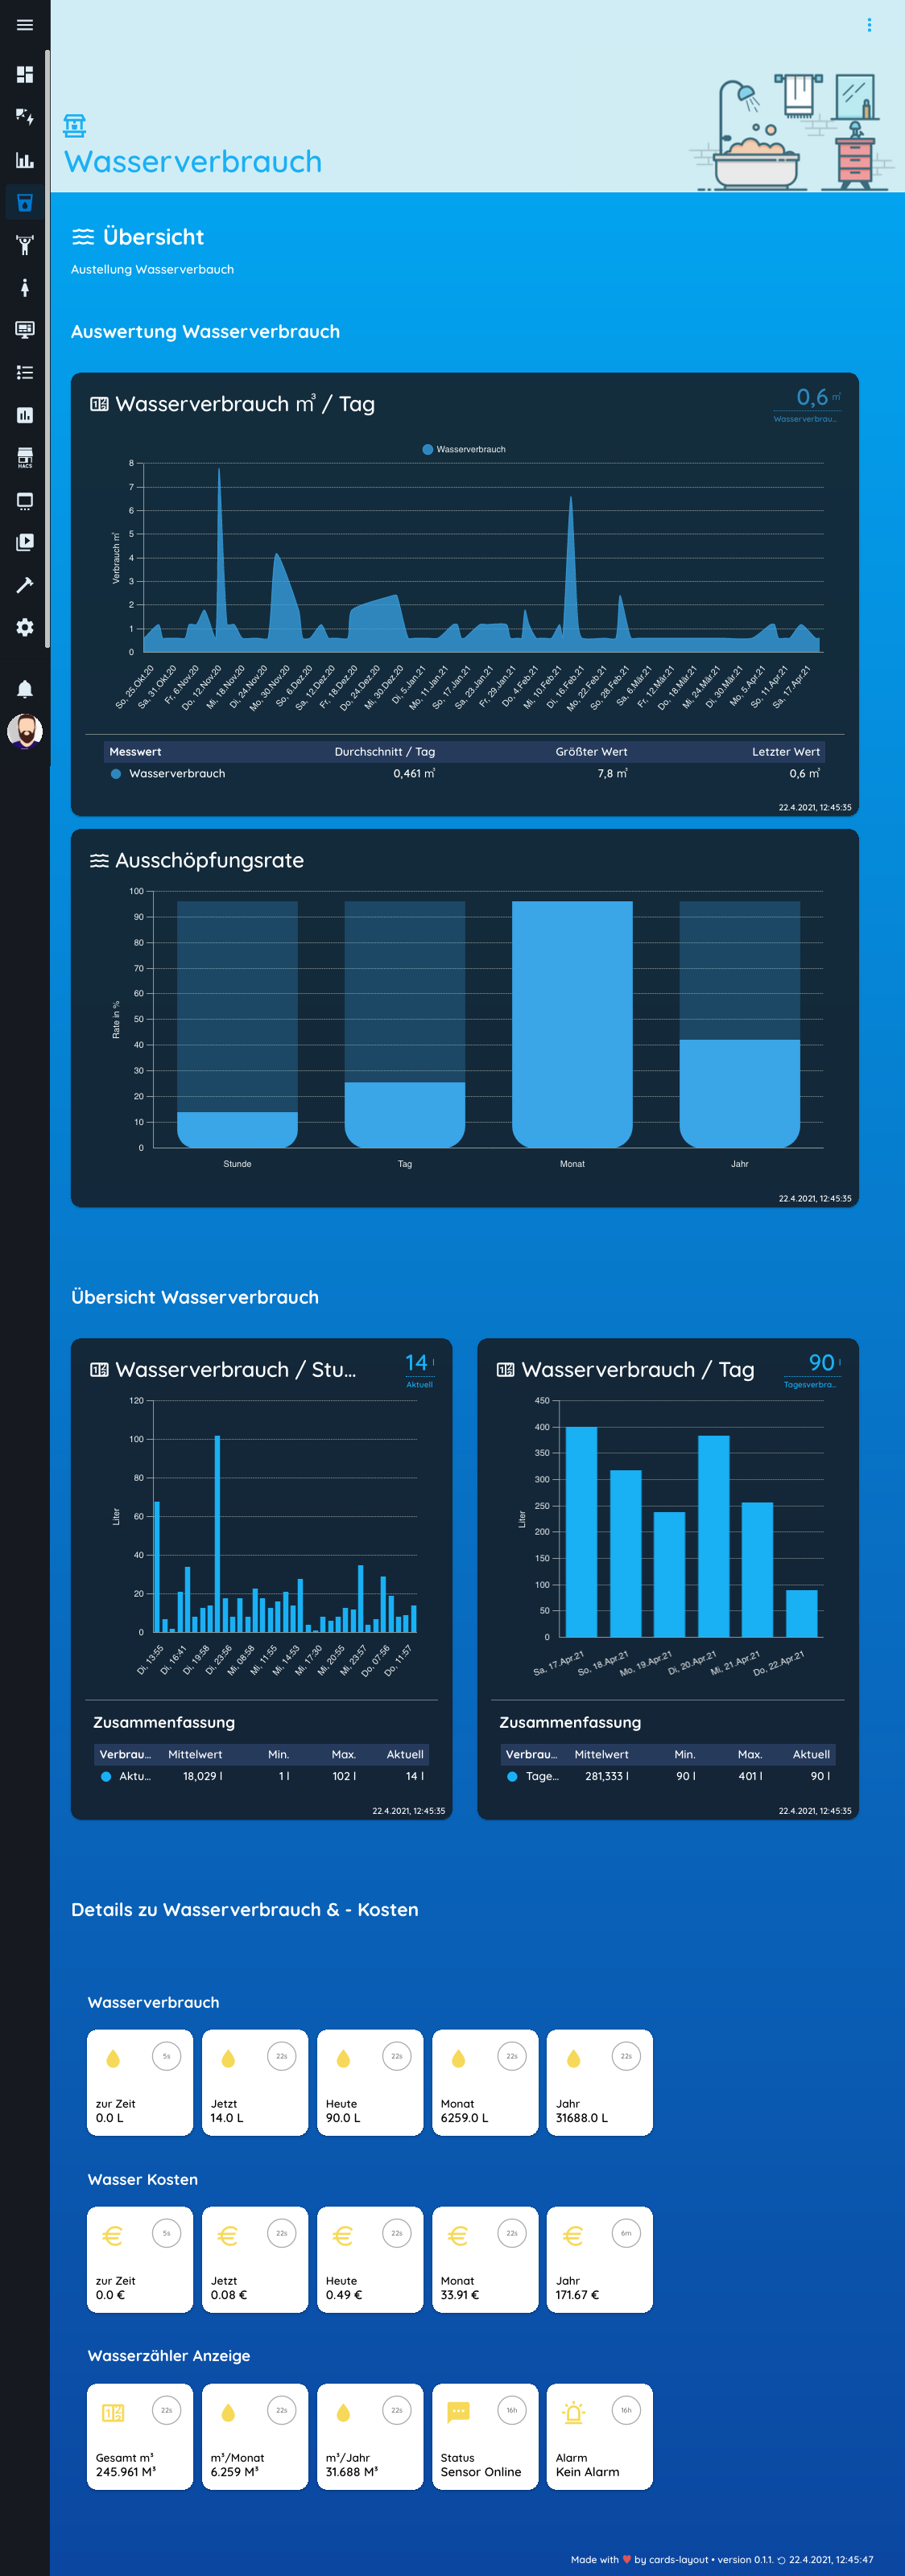 Wasserverbrauch
Übersicht
Austellung Wasserverbauch
Auswertung Wasserverbrauch
Wasserverbrauch m³ / Tag
0,6 m³
Wasserverbrau...
Wasserverbrauch
Verbrauch m³
8
7
6
5
4
3
2
1
0
So, 25.Okt.20
Sa, 31.Okt.20
Fr, 6.Nov.20
Do, 12.Nov.20
Mi, 18.Nov.20
Di, 24.Nov.20
Mo, 30.Nov.20
So, 6.Dez.20
Sa, 12.Dez.20
Fr, 18.Dez.20
Do, 24.Dez.20
Mi, 30.Dez.20
Di, 5.Jan.21
Mo, 11.Jan.21
So, 17.Jan.21
Sa, 23.Jan.21
Fr, 29.Jan.21
Do, 4.Feb.21
Mi, 10.Feb.21
Di, 16.Feb.21
Mo, 22.Feb.21
So, 28.Feb.21
Sa, 6.Mär.21
Fr, 12.Mär.21
Do, 18.Mär.21
Mi, 24.Mär.21
Di, 30.Mär.21
Mo, 5.Apr.21
So, 11.Apr.21
Sa, 17.Apr.21
Messwert Durchschnitt / Tag Größter Wert Letzter Wert
Wasserverbrauch 0,461 m³ 7,8 m³ 0,6 m³
22.4.2021, 12:45:35
HACS
Ausschöpfungsrate
Rate in %
100
90
80
70
60
50
40
30
20
10
0
Stunde Tag Monat Jahr
22.4.2021, 12:45:35
Übersicht Wasserverbrauch
Wasserverbrauch / Stu...
14 l
Aktuell
Liter
120
100
80
60
40
20
0
Di, 13:55
Di, 16:41
Di, 19:58
Di, 23:56
Mi, 08:58
Mi, 11:55
Mi, 14:53
Mi, 17:30
Mi, 20:55
Mi, 23:57
Do, 07:56
Do, 11:57
Zusammenfassung
Verbrau... Mittelwert Min. Max. Aktuell
Aktu... 18,029 l 1 l 102 l 14 l
22.4.2021, 12:45:35
Wasserverbrauch / Tag
90 l
Tagesverbra...
Liter
450
400
350
300
250
200
150
100
50
0
Sa, 17.Apr.21
So, 18.Apr.21
Mo, 19.Apr.21
Di, 20.Apr.21
Mi, 21.Apr.21
Do, 22.Apr.21
Zusammenfassung
Verbrau... Mittelwert Min. Max. Aktuell
Tage... 281,333 l 90 l 401 l 90 l
22.4.2021, 12:45:35
Details zu Wasserverbrauch & - Kosten
Wasserverbrauch
5s 22s 22s 22s 22s
zur Zeit Jetzt Heute Monat Jahr
0.0 L 14.0 L 90.0 L 6259.0 L 31688.0 L
Wasser Kosten
5s 22s 22s 22s 6m
zur Zeit Jetzt Heute Monat Jahr
0.0 € 0.08 € 0.49 € 33.91 € 171.67 €
Wasserzähler Anzeige
22s 22s 22s 16h 16h
Gesamt m³ m³/Monat m³/Jahr Status Alarm
245.961 M³ 6.259 M³ 31.688 M³ Sensor Online Kein Alarm
Made with ♥ by cards-layout • version 0.1.1. 22.4.2021, 12:45:47